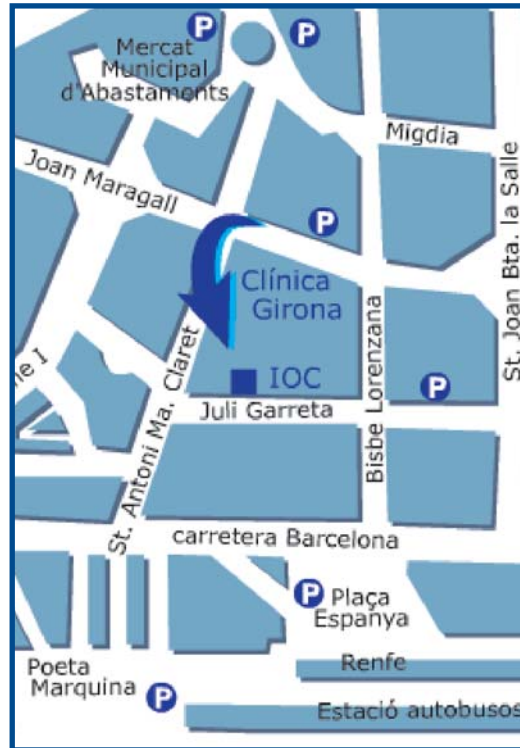 P
P
Mercat
Municipal
d'Abastaments
Migdia
Joan Maragall
St. Joan Bta. la Salle
P
Clínica
Girona
IOC
St. Antoni Ma. Claret
Bisbe Lorenzana
P
Juli Garreta
carretera Barcelona
P
Plaça
Espanya
Poeta
Marquina
P
Renfe
Estació autobusos